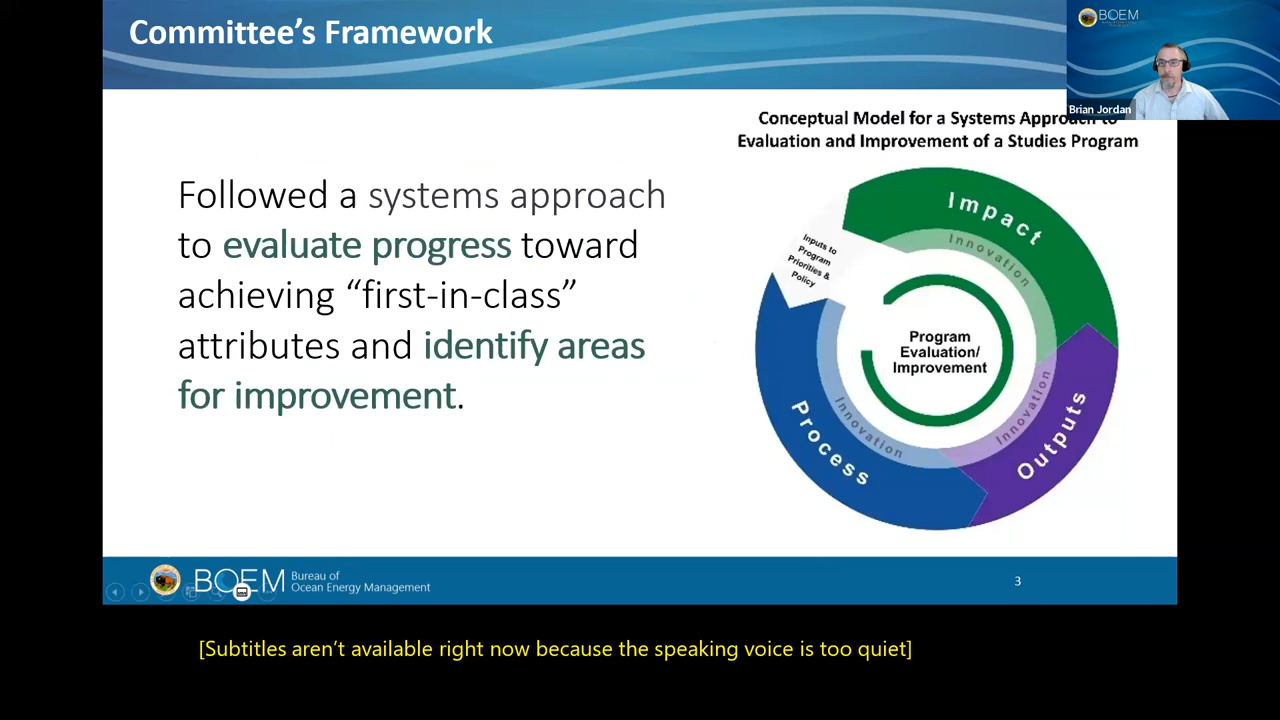 Committee's Framework
BOEM
Brian Jordan
Conceptual Model for a Systems Approach to
Evaluation and Improvement of a Studies Program
Followed a systems approach
to evaluate progress toward
achieving “first-in-class”
attributes and identify areas
for improvement.
Impact
Innovation
Inputs to
Program
Priorities &
Policy
Program
Evaluation/
Improvement
Process
Innovation
Outputs
Innovation
BOEM
Bureau of
Ocean Energy Management
3
[Subtitles aren't available right now because the speaking voice is too quiet]